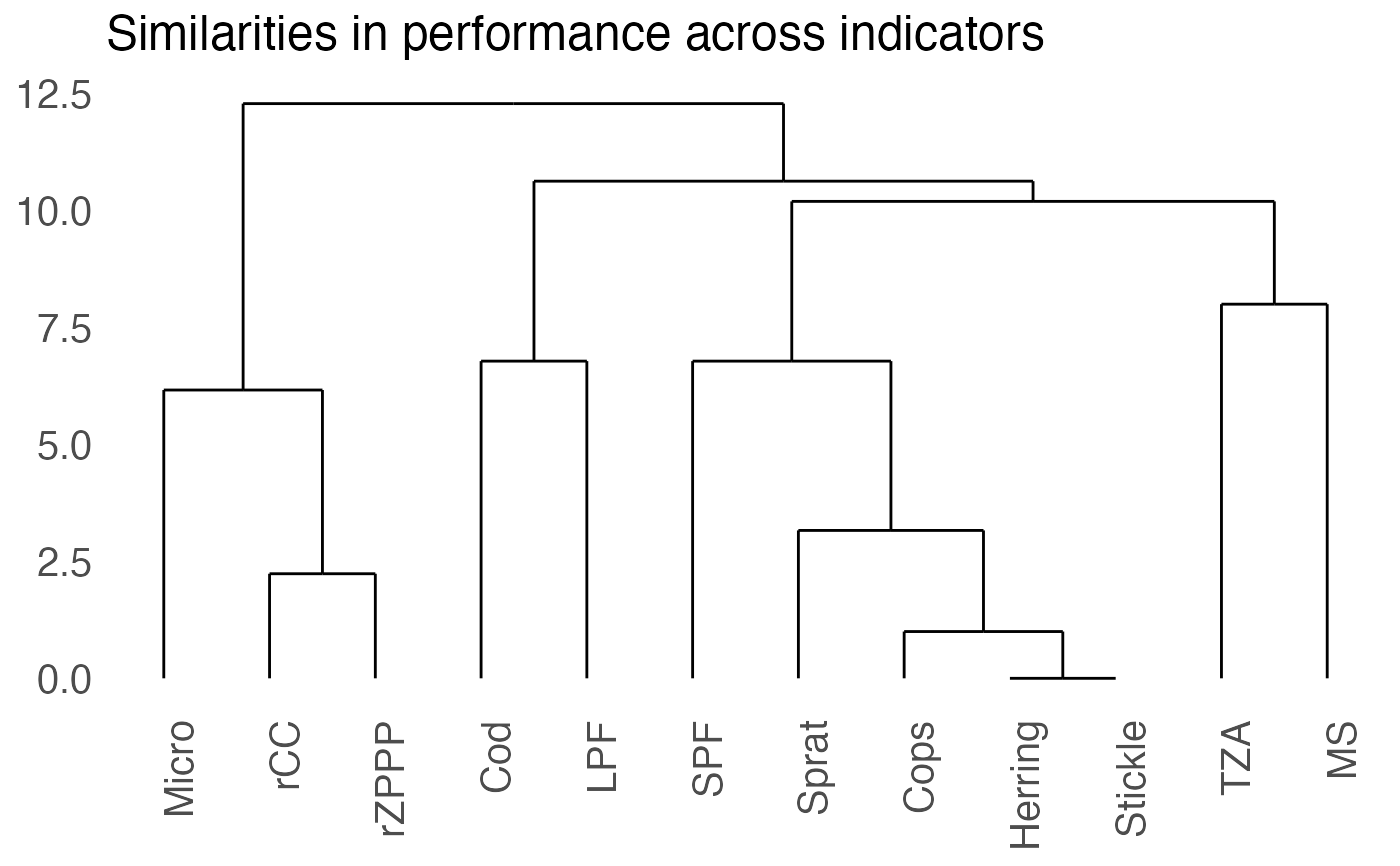 Similarities in performance across indicators
12.5
10.0
7.5
5.0
2.5
0.0
Micro
rCC
rZPPP
Cod
LPF
SPF
Sprat
Cops
Herring
Stickle
TZA
MS